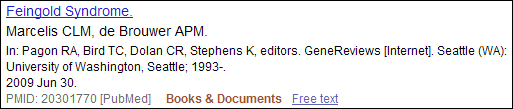 Feingold Syndrome.
Marcelis CLM, de Brouwer APM.
In: Pagon RA, Bird TC, Dolan CR, Stephens K, editors. GeneReviews [Internet]. Seattle (WA):
University of Washington, Seattle; 1993-.
2009 Jun 30.
PMID: 20301770 [PubMed] Books & Documents Free text